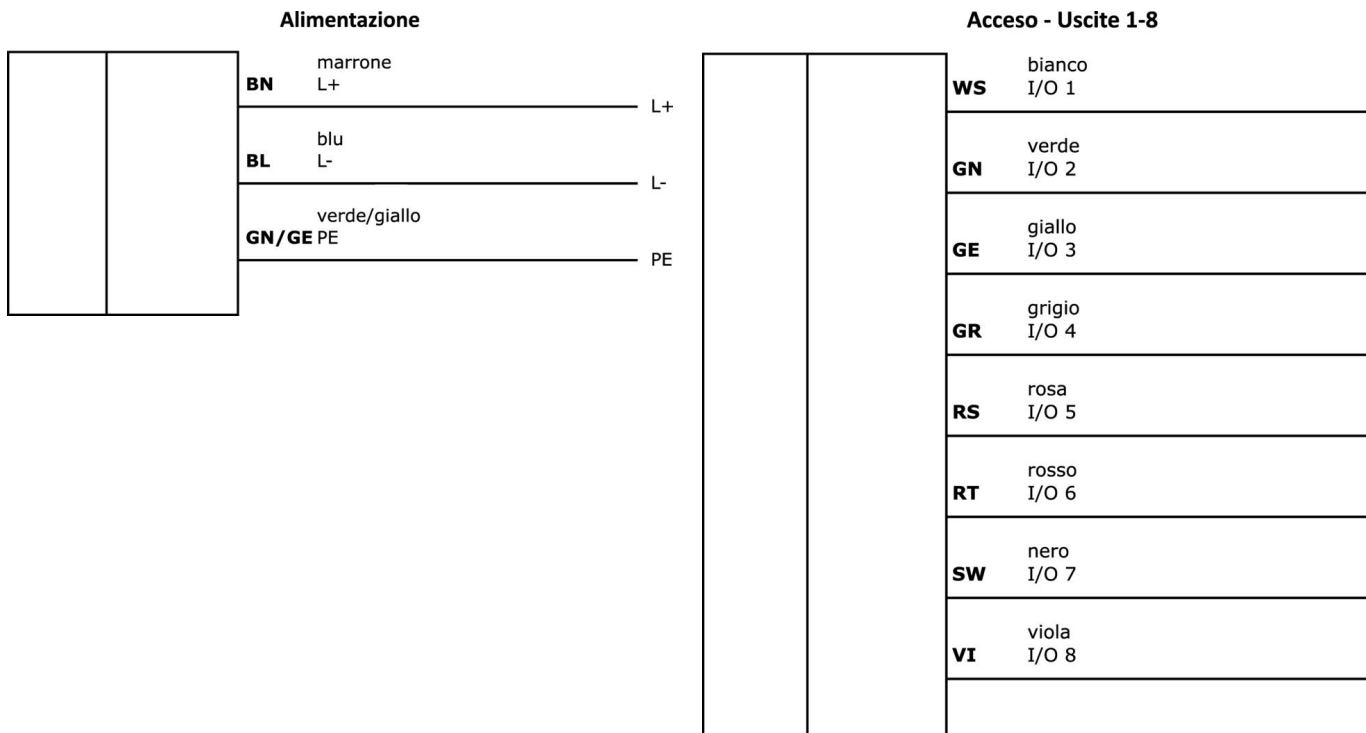 Alimentazione
marrone
BN L+
L+
blu
BL L-
L-
verde/giallo
GN/GE PE
PE
Acceso - Uscite 1-8
bianco
WS I/O 1
verde
GN I/O 2
giallo
GE I/O 3
grigio
GR I/O 4
rosa
RS I/O 5
rosso
RT I/O 6
nero
SW I/O 7
viola
VI I/O 8